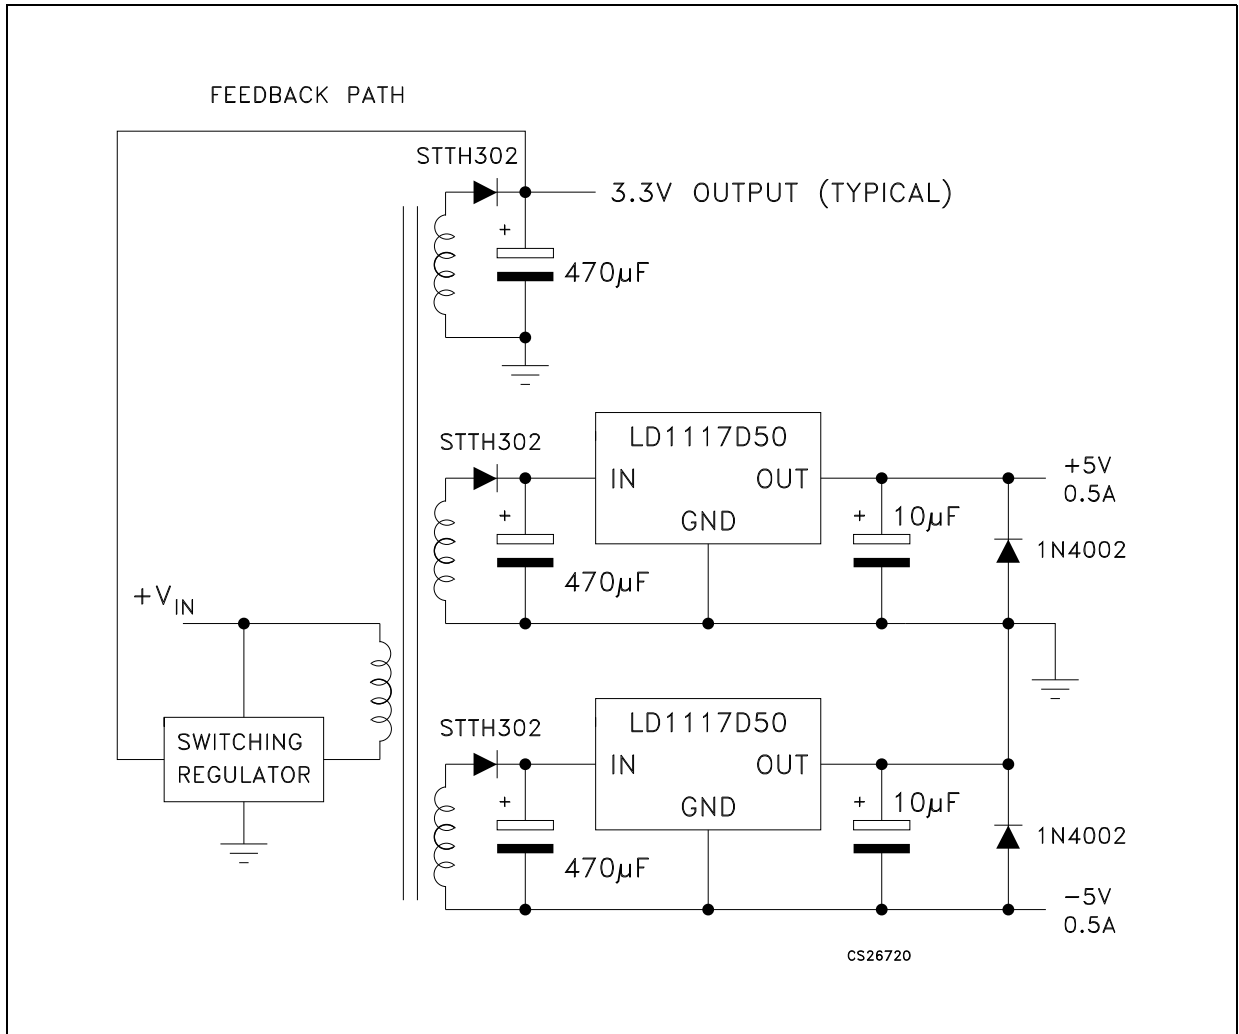 FEEDBACK PATH
STTH302
3.3V OUTPUT (TYPICAL)
+
470µF
STTH302
LD1117D50
IN
OUT
GND
+
470µF
+
10µF
+5V
0.5A
1N4002
+VIN
SWITCHING
REGULATOR
STTH302
LD1117D50
IN
OUT
GND
+
470µF
+
10µF
1N4002
−5V
0.5A
CS26720